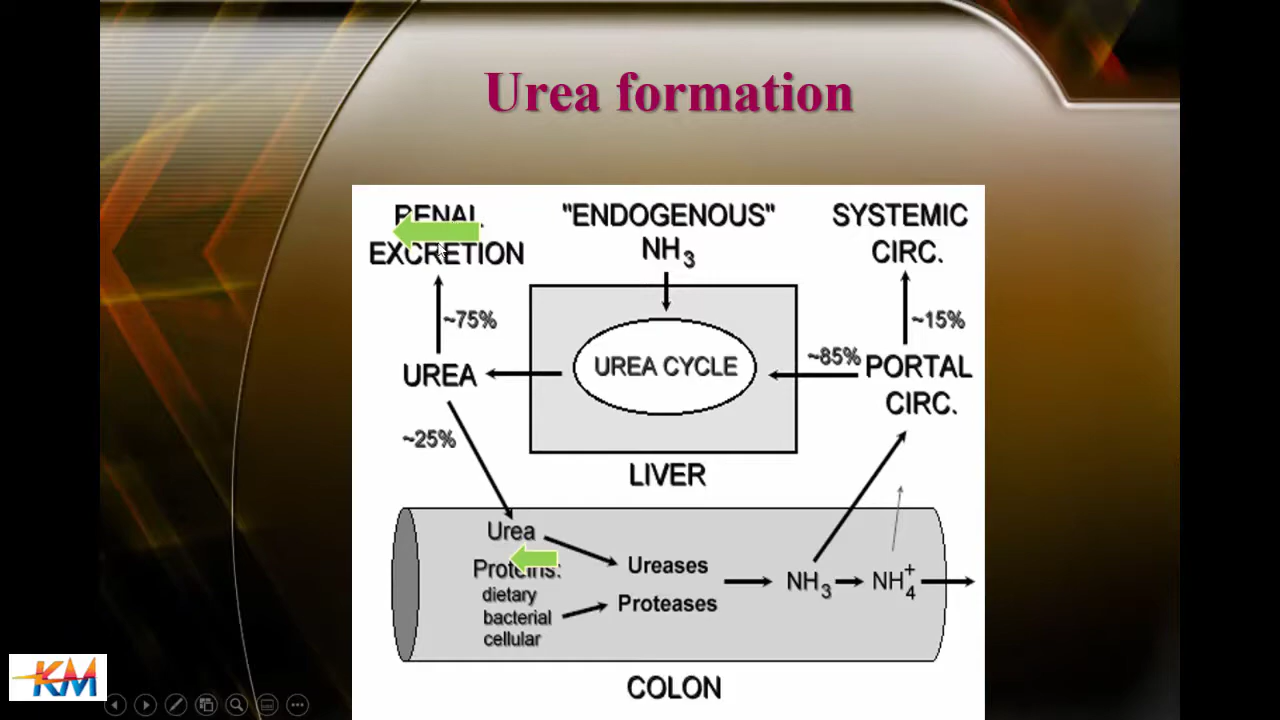 Urea formation
RENAL
EXCRETION
"ENDOGENOUS"
NH3
SYSTEMIC
CIRC.
~75%
~15%
UREA CYCLE
~85%
UREA
PORTAL
CIRC.
~25%
LIVER
Urea
Proteins:
dietary
bacterial
cellular
Ureases
Proteases
NH3
NH4+
COLON
KM